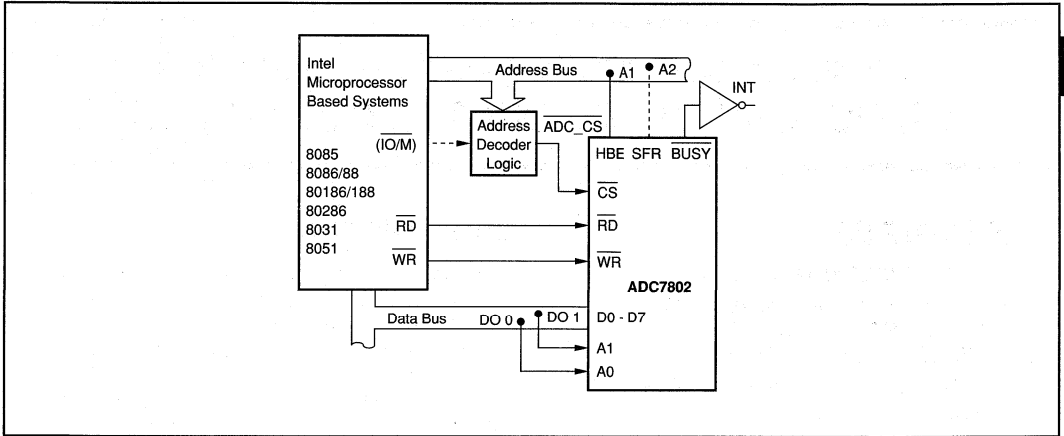 Intel
Microprocessor
Based Systems
(IO/M)
8085
8086/88
80186/188
80286
8031
8051
RD
WR
Address Bus
A1
A2
INT
Address
Decoder
Logic
ADC_CS
HBE SFR BUSY
CS
RD
WR
ADC7802
Data Bus
DO 0
DO 1
D0 - D7
A1
A0